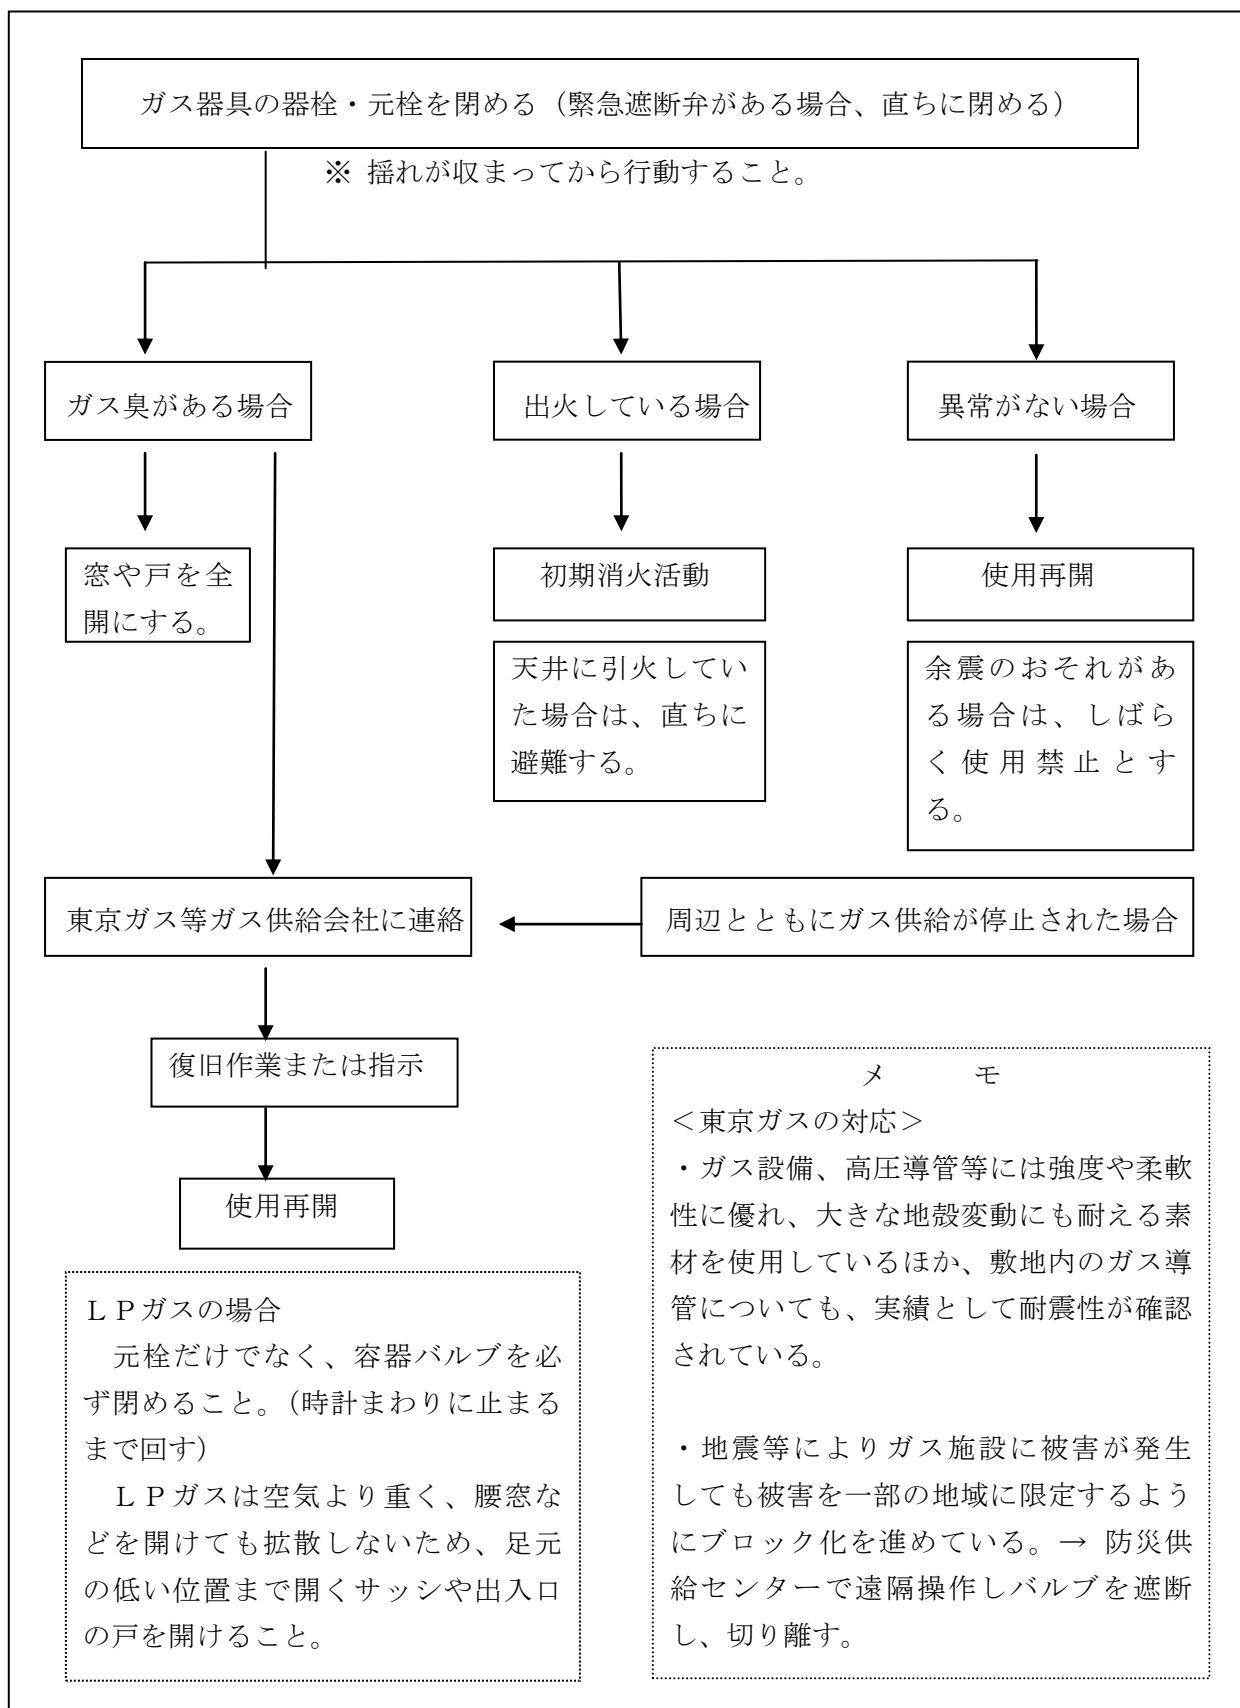 ガス器具の器栓・元栓を閉める（緊急遮断弁がある場合、直ちに閉める）
※ 揺れが収まってから行動すること。
ガス臭がある場合
出火している場合
異常がない場合
窓や戸を全
開にする。
初期消火活動
使用再開
天井に引火してい
た場合は、直ちに
避難する。
余震のおそれがあ
る場合は、しばら
く使用禁止とす
る。
東京ガス等ガス供給会社に連絡
周辺とともにガス供給が停止された場合
復旧作業または指示
使用再開
ＬＰガスの場合
元栓だけでなく、容器バルブを必
ず閉めること。（時計まわりに止まる
まで回す）
ＬＰガスは空気より重く、腰窓な
どを開けても拡散しないため、足元
の低い位置まで開くサッシや出入口
の戸を開けること。
メ　モ
＜東京ガスの対応＞
・ガス設備、高圧導管等には強度や柔軟
性に優れ、大きな地殻変動にも耐える素
材を使用しているほか、敷地内のガス導
管についても、実績として耐震性が確認
されている。
・地震等によりガス施設に被害が発生
しても被害を一部の地域に限定するよう
にブロック化を進めている。→ 防災供
給センターで遠隔操作しバルブを遮断
し、切り離す。